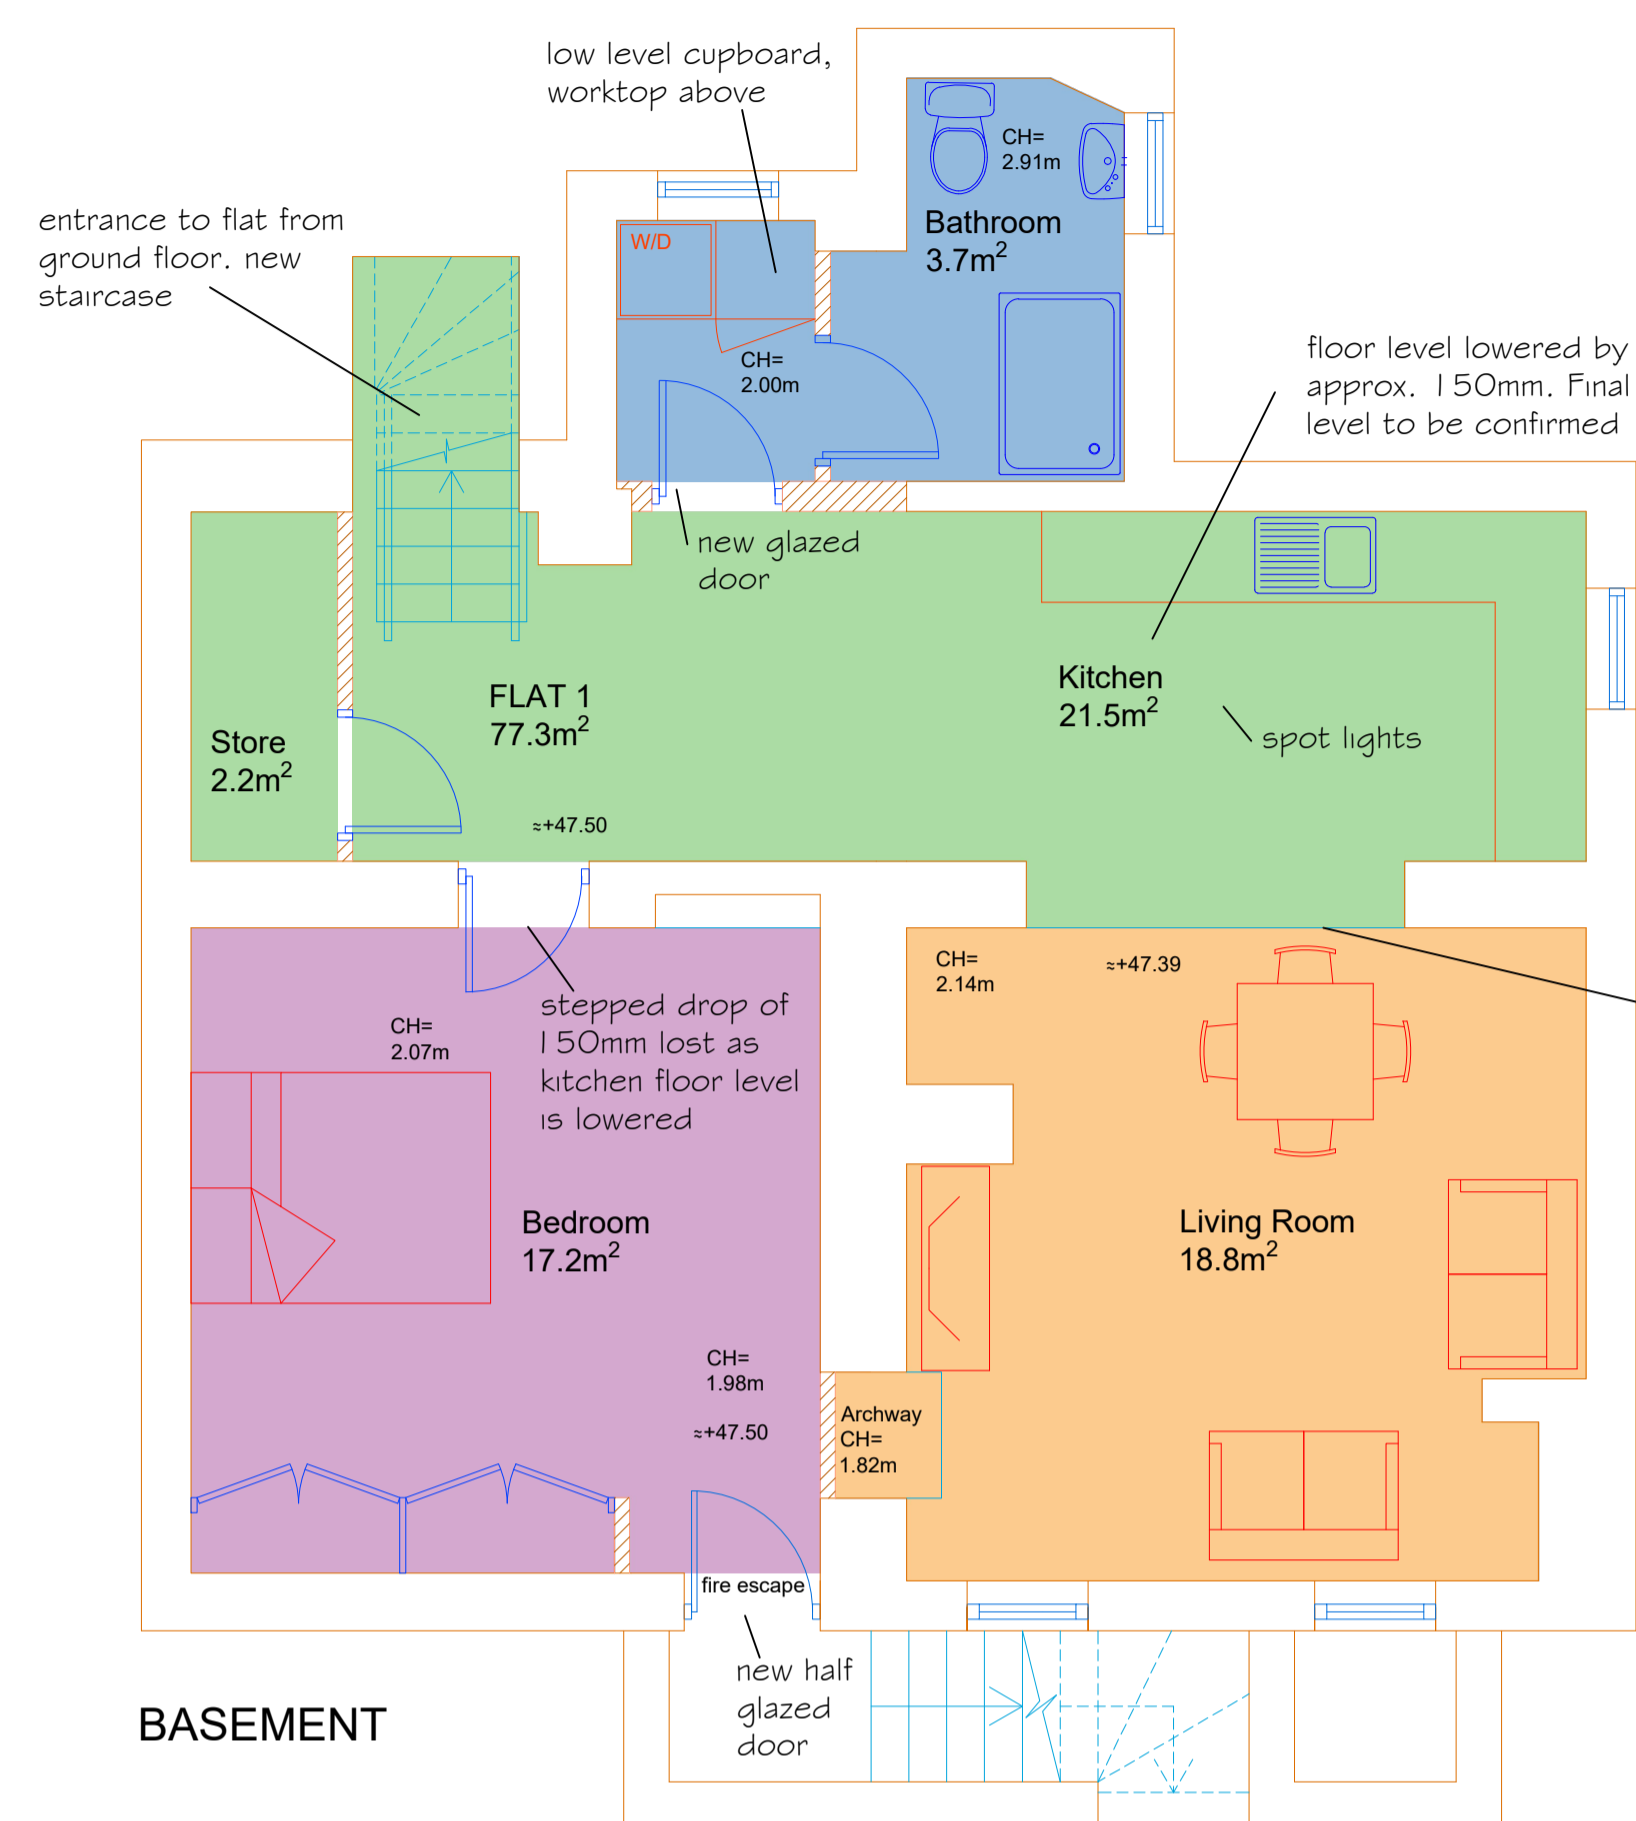 low level cupboard,
worktop above
CH=
2.91m
Bathroom
3.7m²
entrance to flat from
ground floor. new
staircase
W/D
CH=
2.00m
floor level lowered by
approx. 150mm. Final
level to be confirmed
new glazed
door
FLAT 1
77.3m²
Kitchen
21.5m²
spot lights
Store
2.2m²
≈+47.50
CH=
2.14m
≈+47.39
stepped drop of
150mm lost as
kitchen floor level
is lowered
CH=
2.07m
Bedroom
17.2m²
Living Room
18.8m²
CH=
1.98m
≈+47.50
Archway
CH=
1.82m
fire escape
new half
glazed
door
BASEMENT